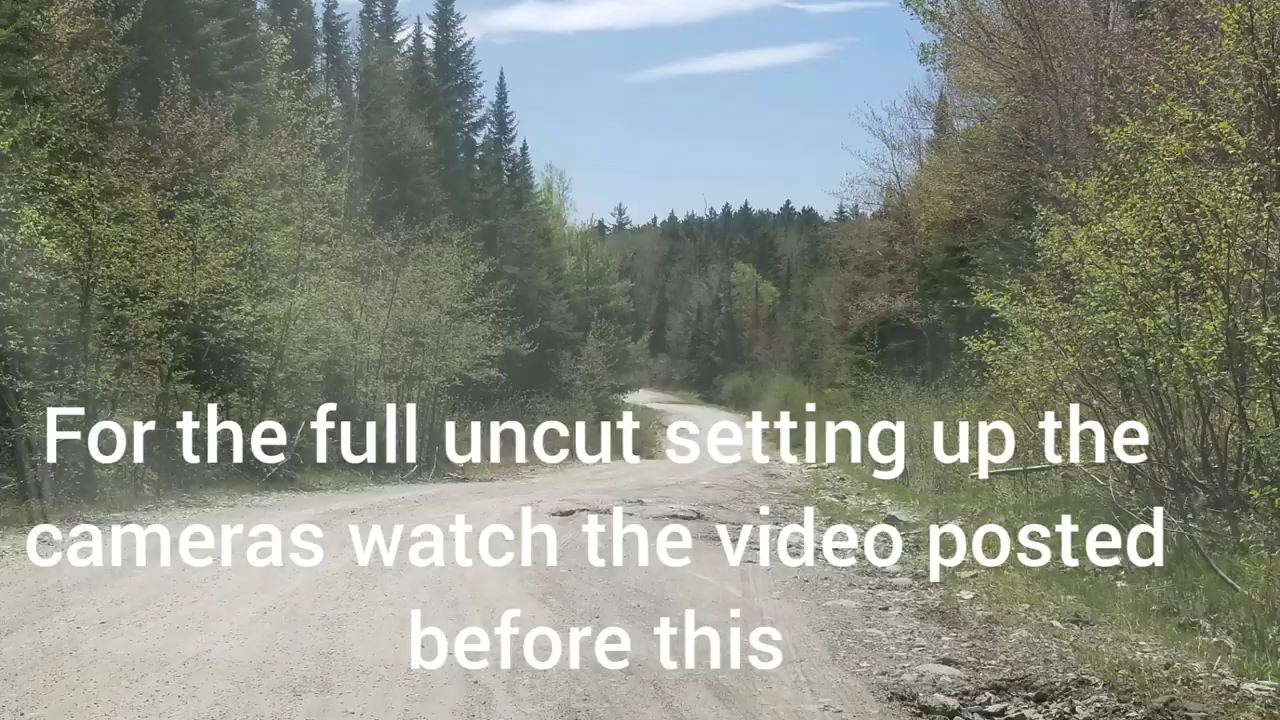 For the full uncut setting up the
cameras watch the video posted
before this